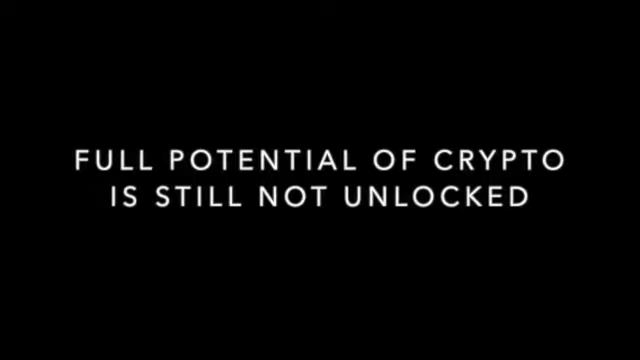 FULL POTENTIAL OF CRYPTO
IS STILL NOT UNLOCKED